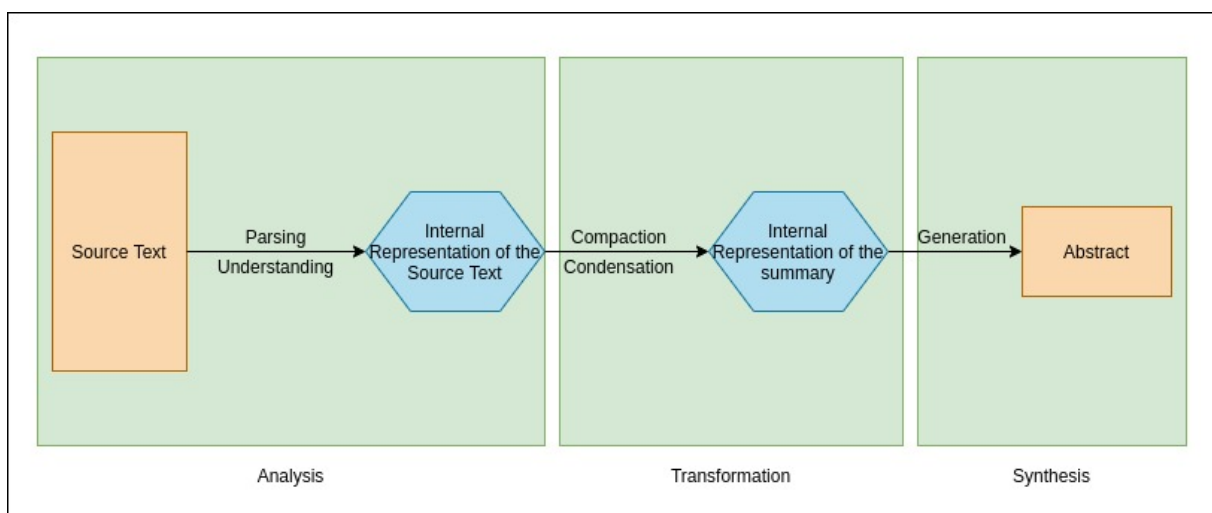 Source Text
Parsing
Understanding
Internal
Representation of the
Source Text
Compaction
Condensation
Internal
Representation of the
summary
Generation
Abstract
Analysis
Transformation
Synthesis